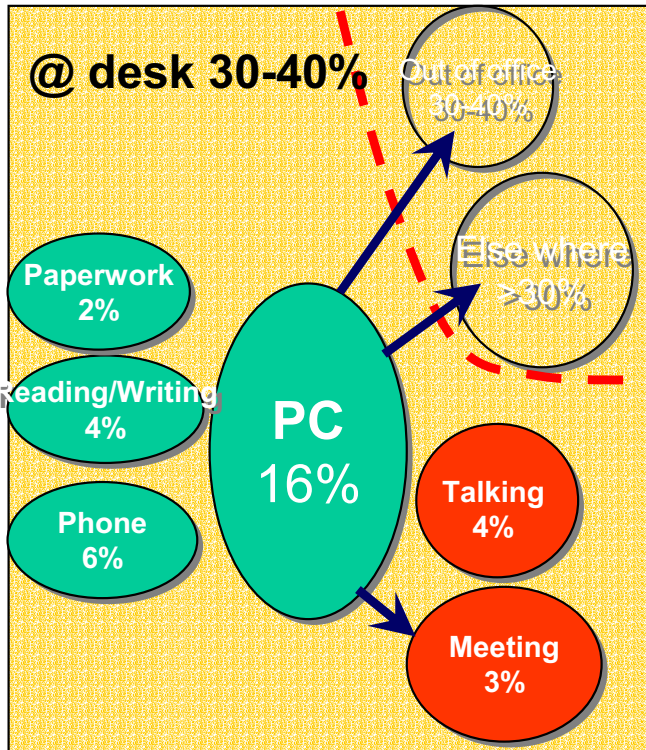 @ desk 30-40%
Out of office
30-40%
Else where
>30%
Paperwork
2%
Reading/Writing
4%
PC
16%
Phone
6%
Talking
4%
Meeting
3%